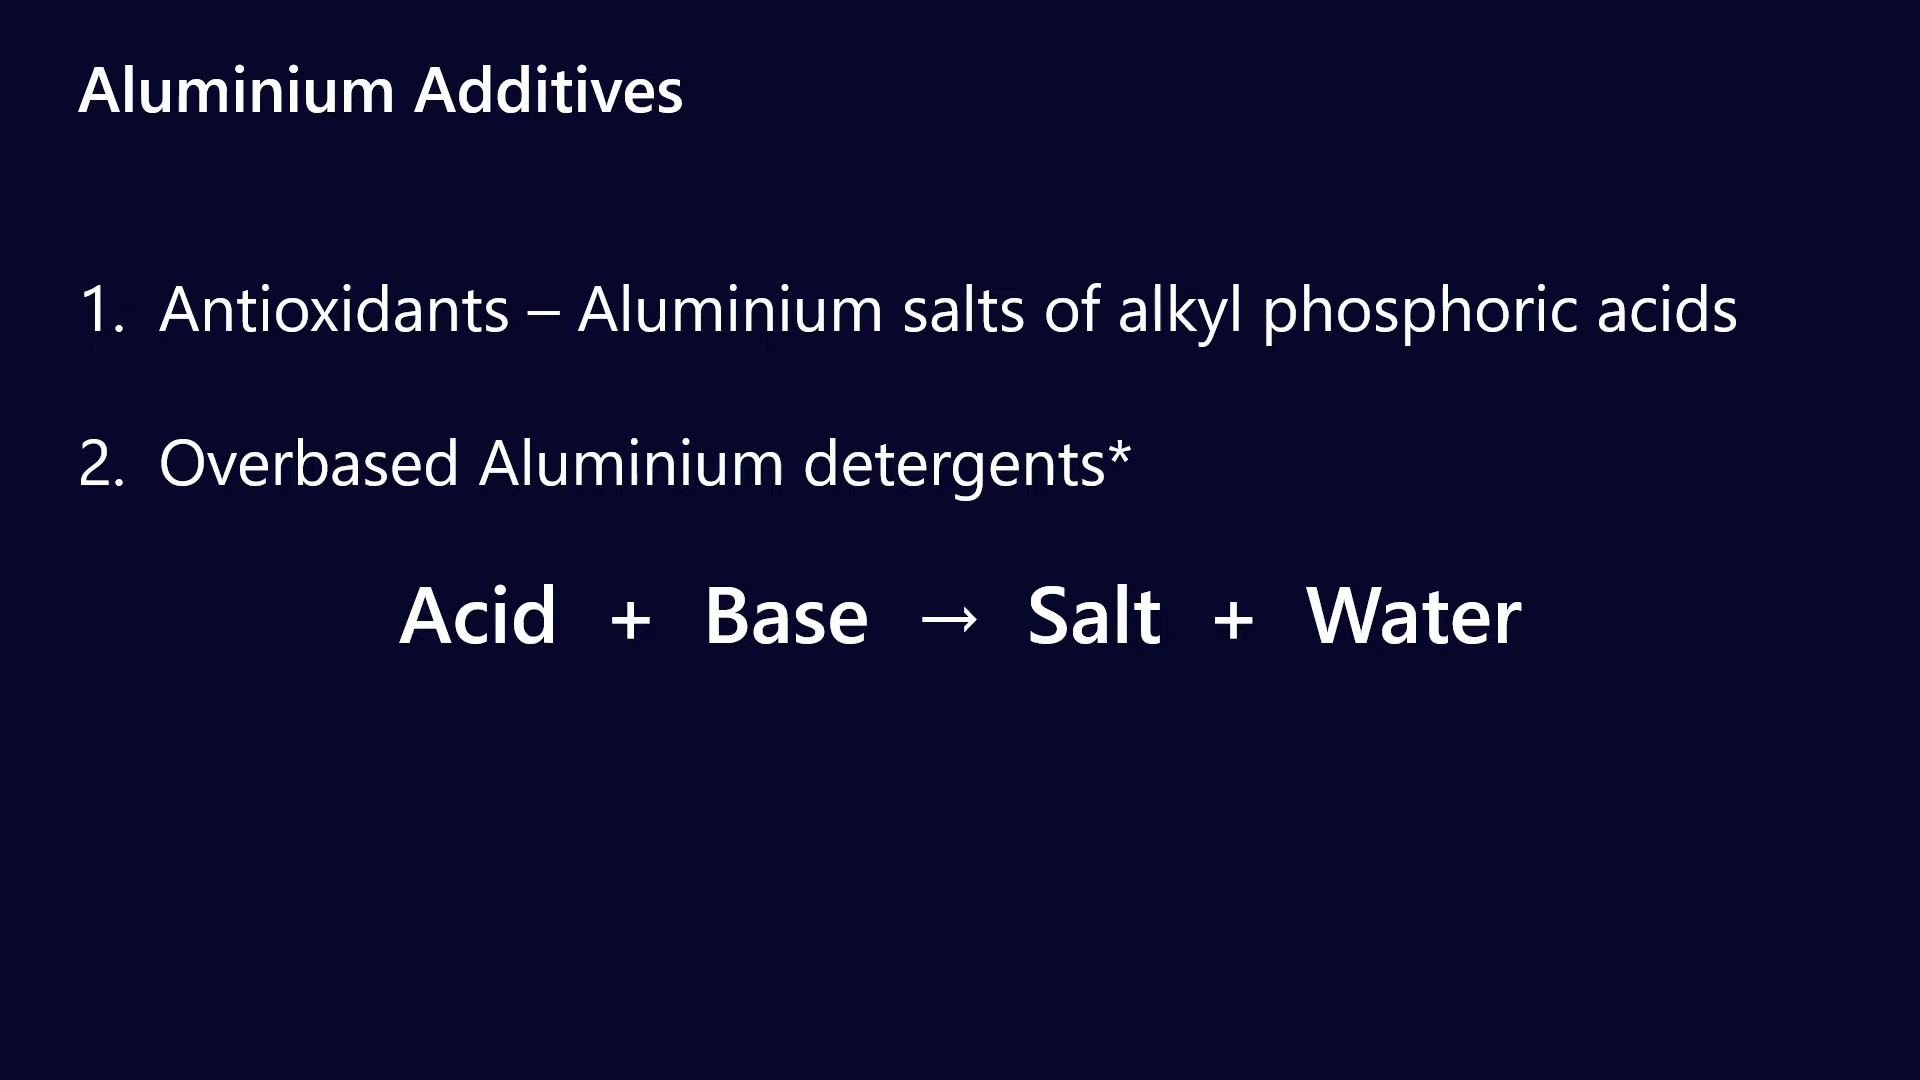 Aluminium Additives
1. Antioxidants – Aluminium salts of alkyl phosphoric acids
2. Overbased Aluminium detergents*
Acid + Base → Salt + Water